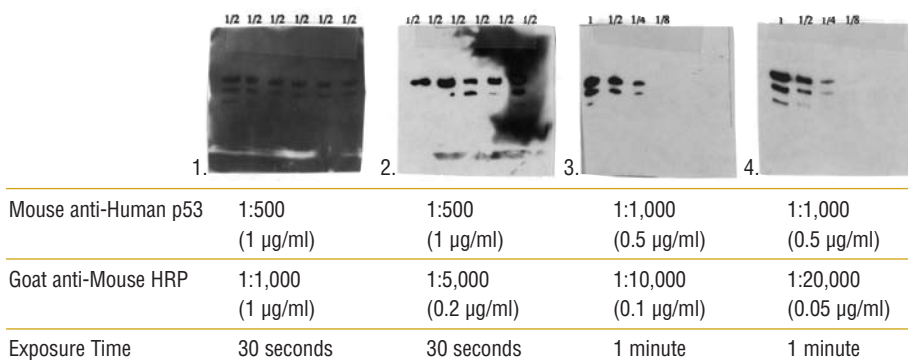 1/2 1/2 1/2 1/2 1/2 1/2
1/2 1/2 1/2 1/2 1/2 1/2
1 1/2 1/4 1/8
1 1/2 1/4 1/8
1.
2.
3.
4.
Mouse anti-Human p53 1:500 1:500 1:1,000 1:1,000
(1 µg/ml) (1 µg/ml) (0.5 µg/ml) (0.5 µg/ml)
Goat anti-Mouse HRP 1:1,000 1:5,000 1:10,000 1:20,000
(1 µg/ml) (0.2 µg/ml) (0.1 µg/ml) (0.05 µg/ml)
Exposure Time 30 seconds 30 seconds 1 minute 1 minute